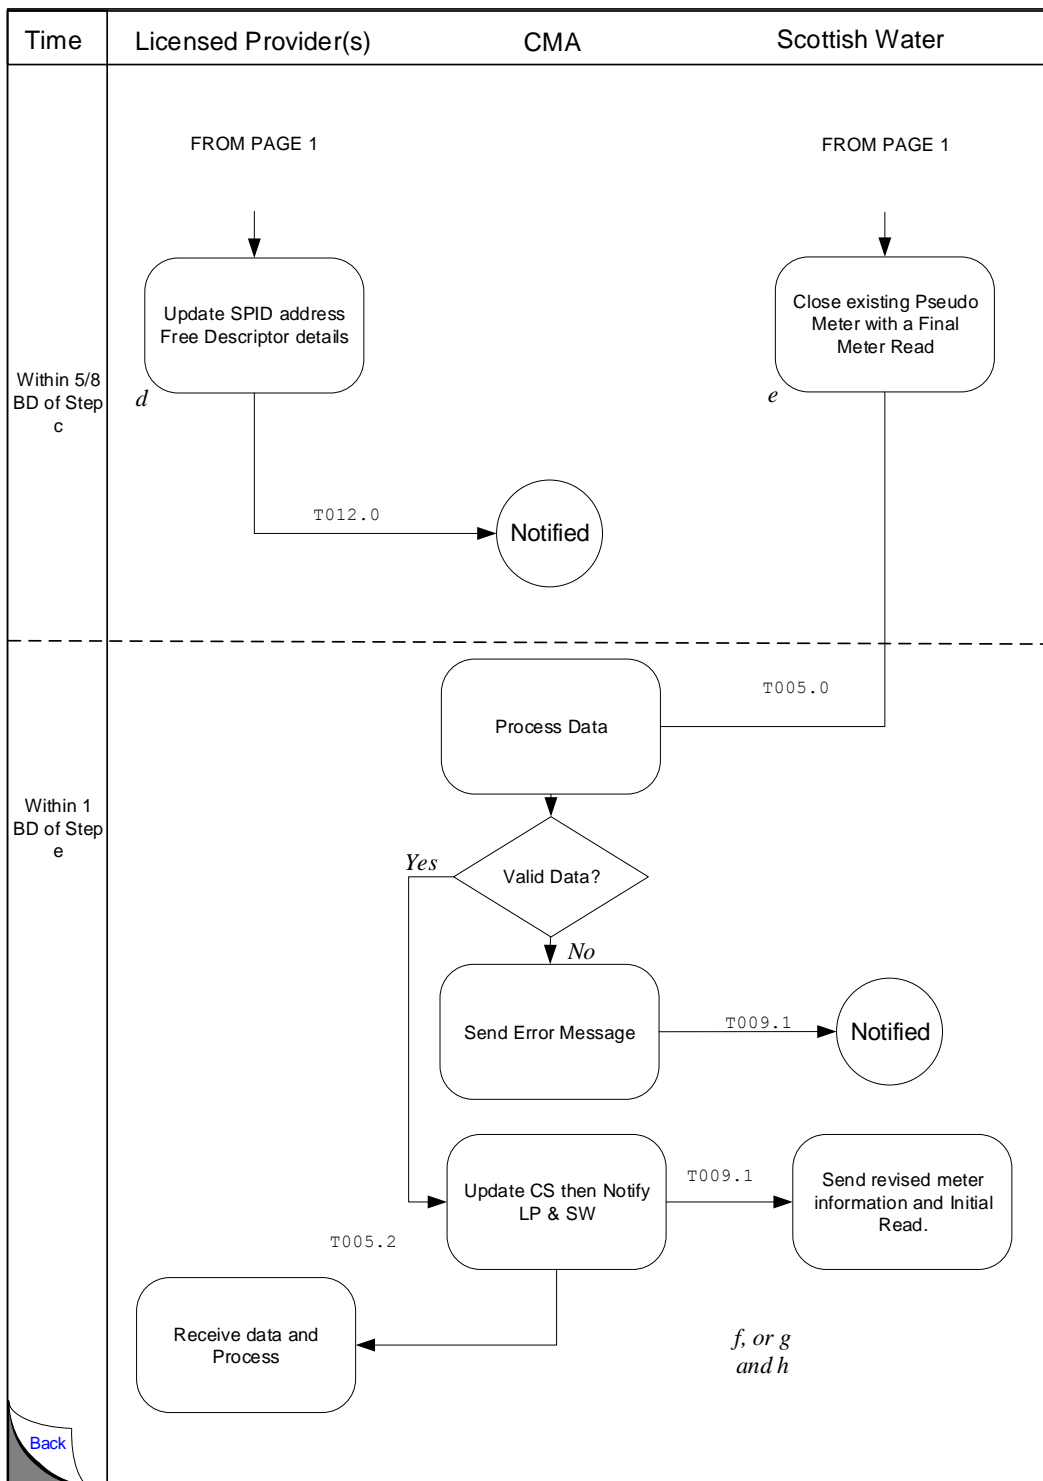 Time
Licensed Provider(s)
CMA
Scottish Water
FROM PAGE 1
FROM PAGE 1
Update SPID address
Free Descriptor details
Close existing Pseudo
Meter with a Final
Meter Read
Within 5/8
BD of Step
c
d
e
T012.0
Notified
T005.0
Process Data
Within 1
BD of Step
e
Yes
Valid Data?
No
Send Error Message
T009.1
Notified
Update CS then Notify
LP & SW
T009.1
Send revised meter
information and Initial
Read.
T005.2
Receive data and
Process
f, or g
and h
Back